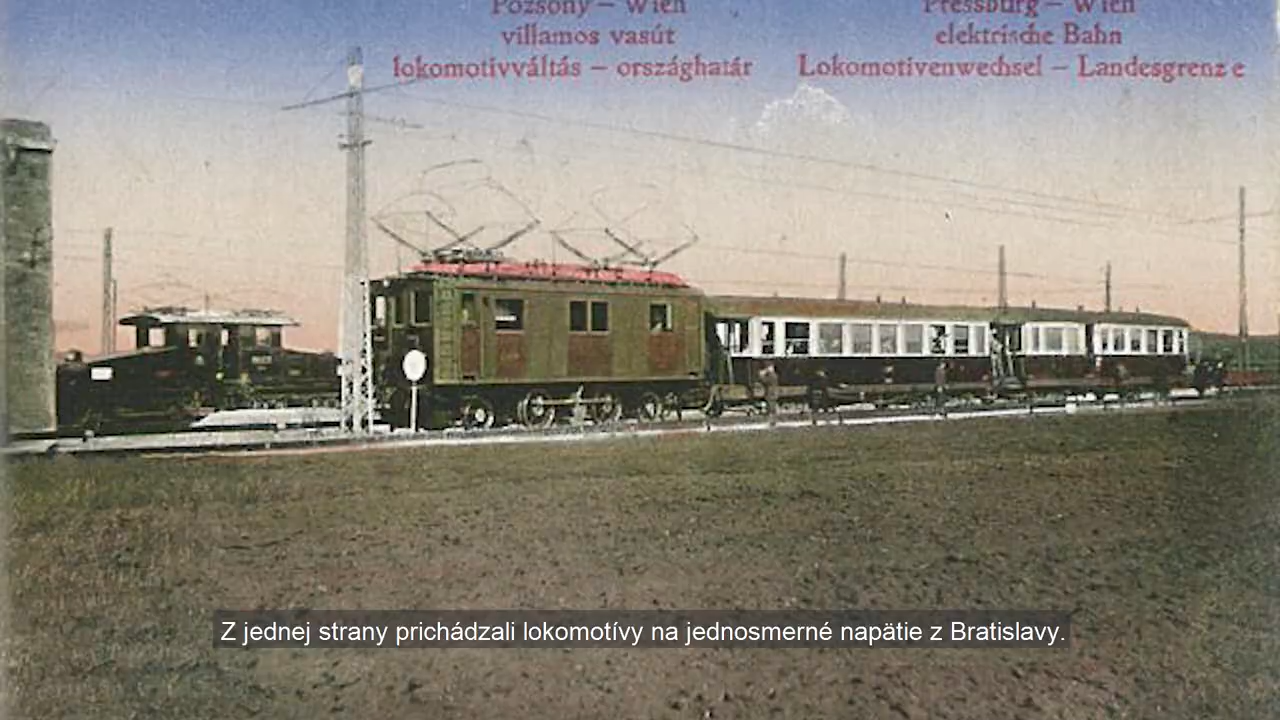 Pozsony – Wien
villamos vasút
lokomotivváltás – országhatár
Pressburg – Wien
elektrische Bahn
Lokomotivenwechsel – Landesgrenze
Z jednej strany prichádzali lokomotívy na jednosmerné napätie z Bratislavy.